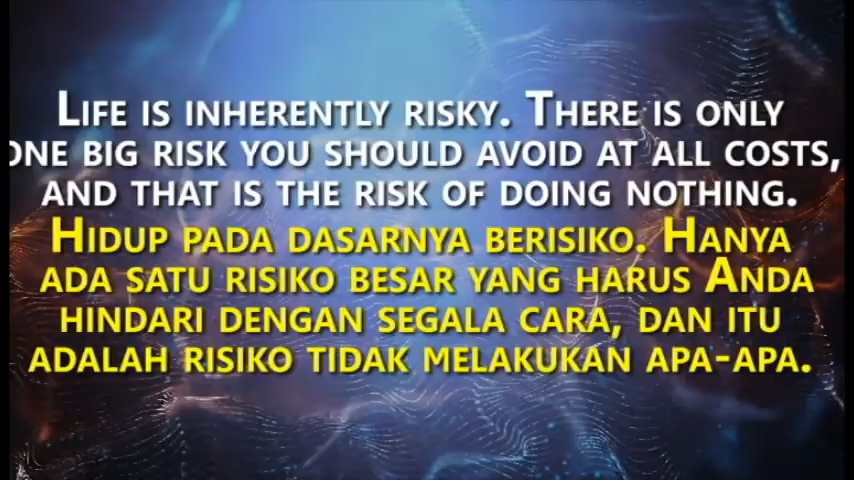 Life is inherently risky. There is only
one big risk you should avoid at all costs,
and that is the risk of doing nothing.
Hidup pada dasarnya berisiko. Hanya
ada satu risiko besar yang harus Anda
hindari dengan segala cara, dan itu
adalah risiko tidak melakukan apa-apa.